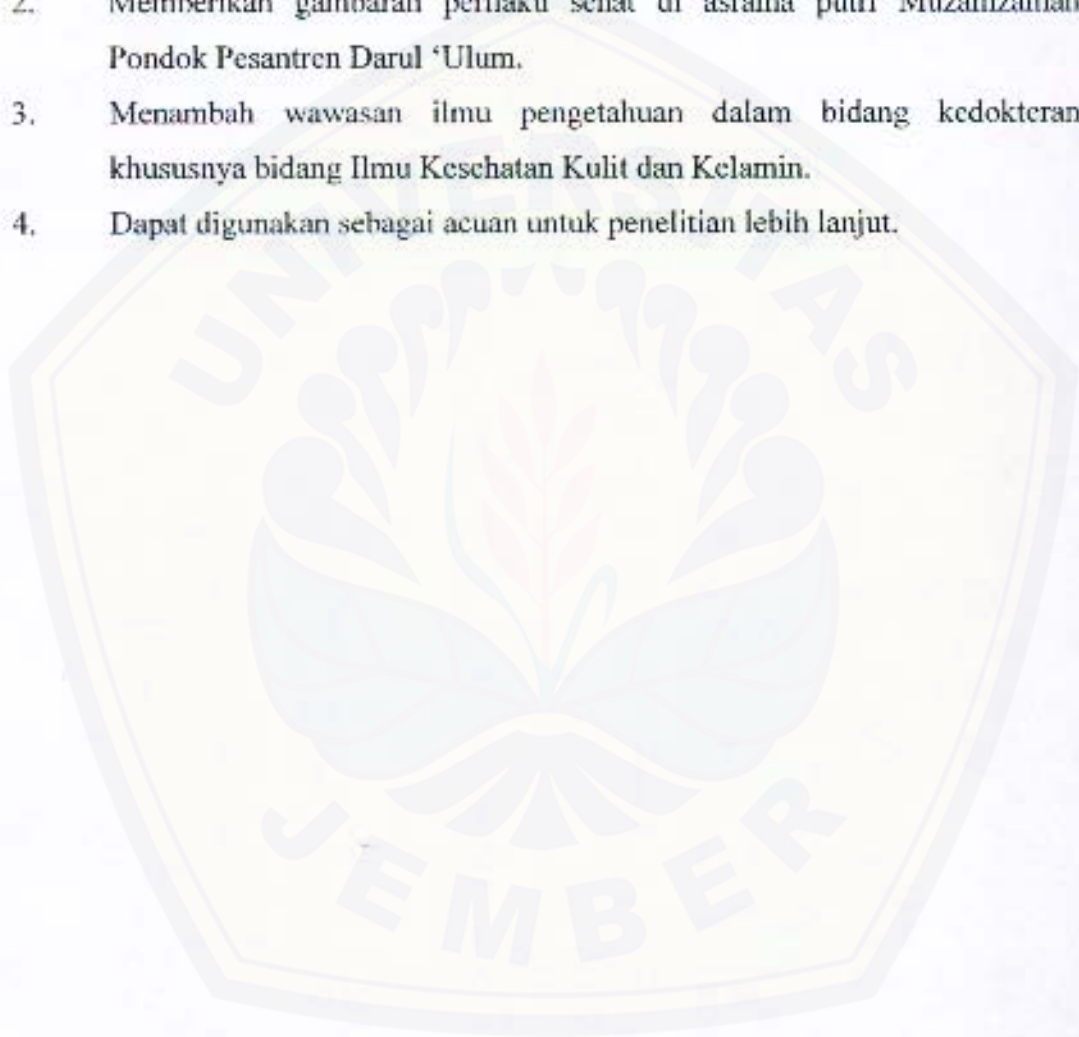 2. Memberikan gambaran perilaku sehat di asrama putri
Pondok Pesantren Darul ‘Ulum.
3. Menambah wawasan ilmu pengetahuan dalam bidang kedokteran
khususnya bidang Ilmu Kesehatan Kulit dan Kelamin.
4. Dapat digunakan sebagai acuan untuk penelitian lebih lanjut.
UNIVERSITAS
JEMBER